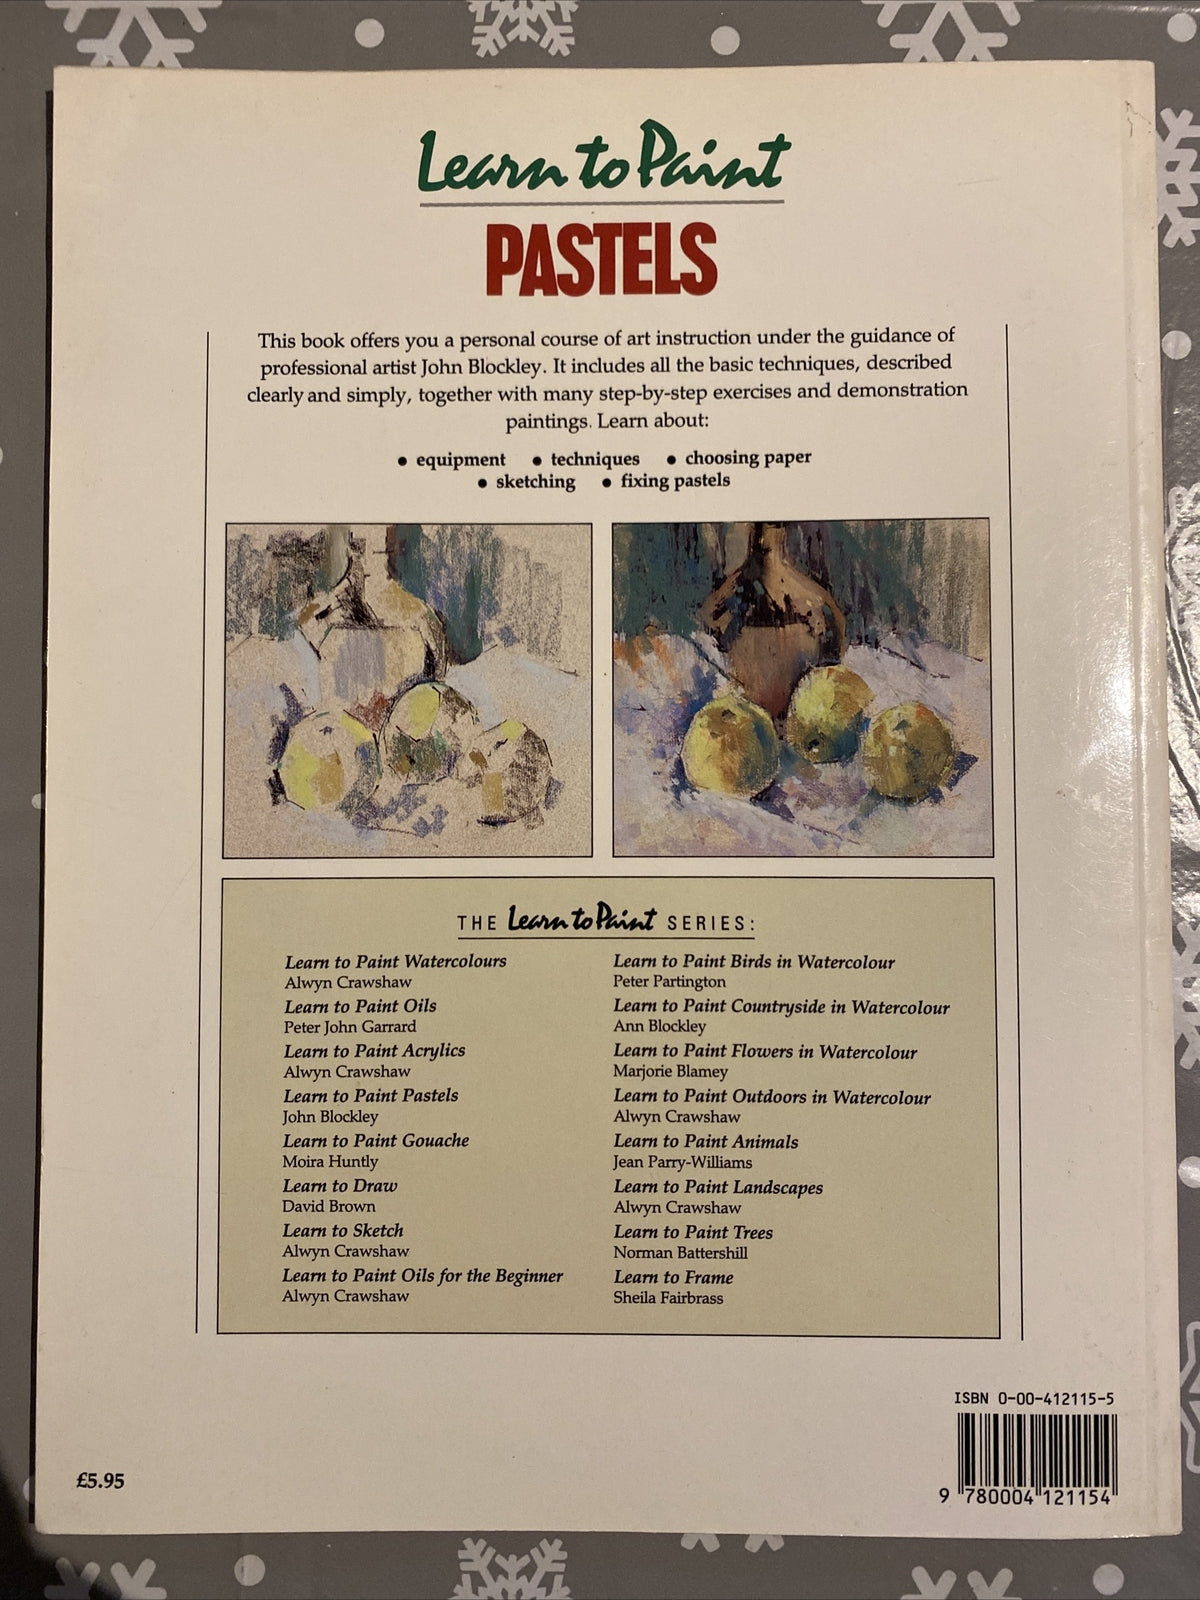 Learn to Paint
PASTELS
This book offers you a personal course of art instruction under the guidance of
professional artist John Blockley. It includes all the basic techniques, described
clearly and simply, together with many step-by-step exercises and demonstration
paintings. Learn about:
• equipment • techniques • choosing paper
• sketching • fixing pastels
THE Learn to Paint SERIES:
Learn to Paint Watercolours
Alwyn Crawshaw
Learn to Paint Oils
Peter John Garrard
Learn to Paint Acrylics
Alwyn Crawshaw
Learn to Paint Pastels
John Blockley
Learn to Paint Gouache
Moira Huntly
Learn to Draw
David Brown
Learn to Sketch
Alwyn Crawshaw
Learn to Paint Oils for the Beginner
Alwyn Crawshaw
Learn to Paint Birds in Watercolour
Peter Partington
Learn to Paint Countryside in Watercolour
Ann Blockley
Learn to Paint Flowers in Watercolour
Marjorie Blamey
Learn to Paint Outdoors in Watercolour
Alwyn Crawshaw
Learn to Paint Animals
Jean Parry-Williams
Learn to Paint Landscapes
Alwyn Crawshaw
Learn to Paint Trees
Norman Battershill
Learn to Frame
Sheila Fairbrass
£5.95
ISBN 0-00-412115-5
9 780004 121154